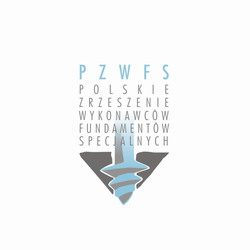 PZWFS
POLSKIE
ZRZESZENIE
WYKONAWCÓW
FUNDAMENTÓW
SPECJALNYCH